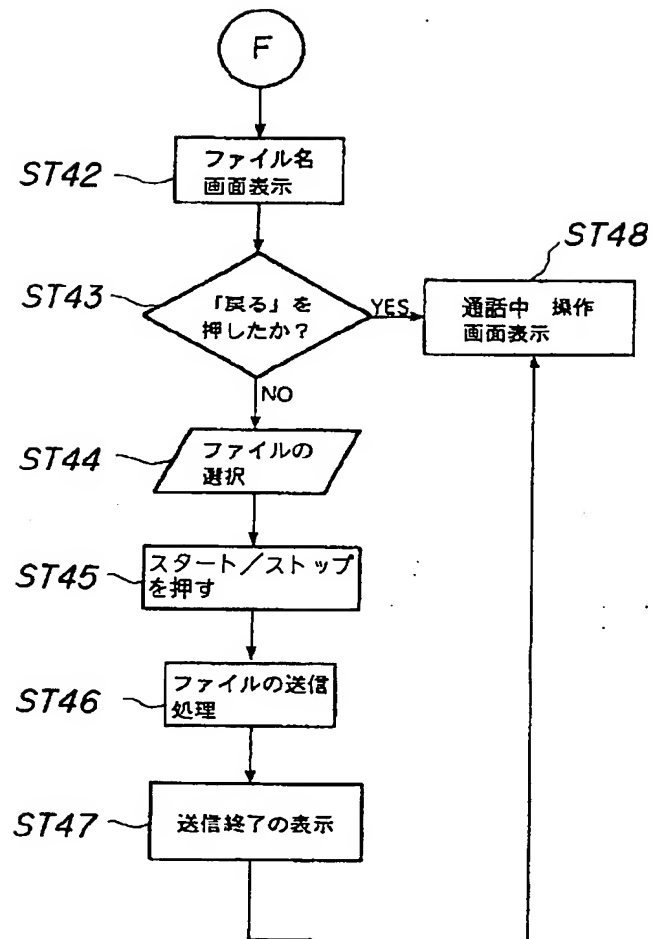 F
ST42
ファイル名
画面表示
ST43
「戻る」を
押したか？
YES
ST48
通話中 操作
画面表示
NO
ST44
ファイルの
選択
ST45
スタート／ストップ
を押す
ST46
ファイルの送信
処理
ST47
送信終了の表示